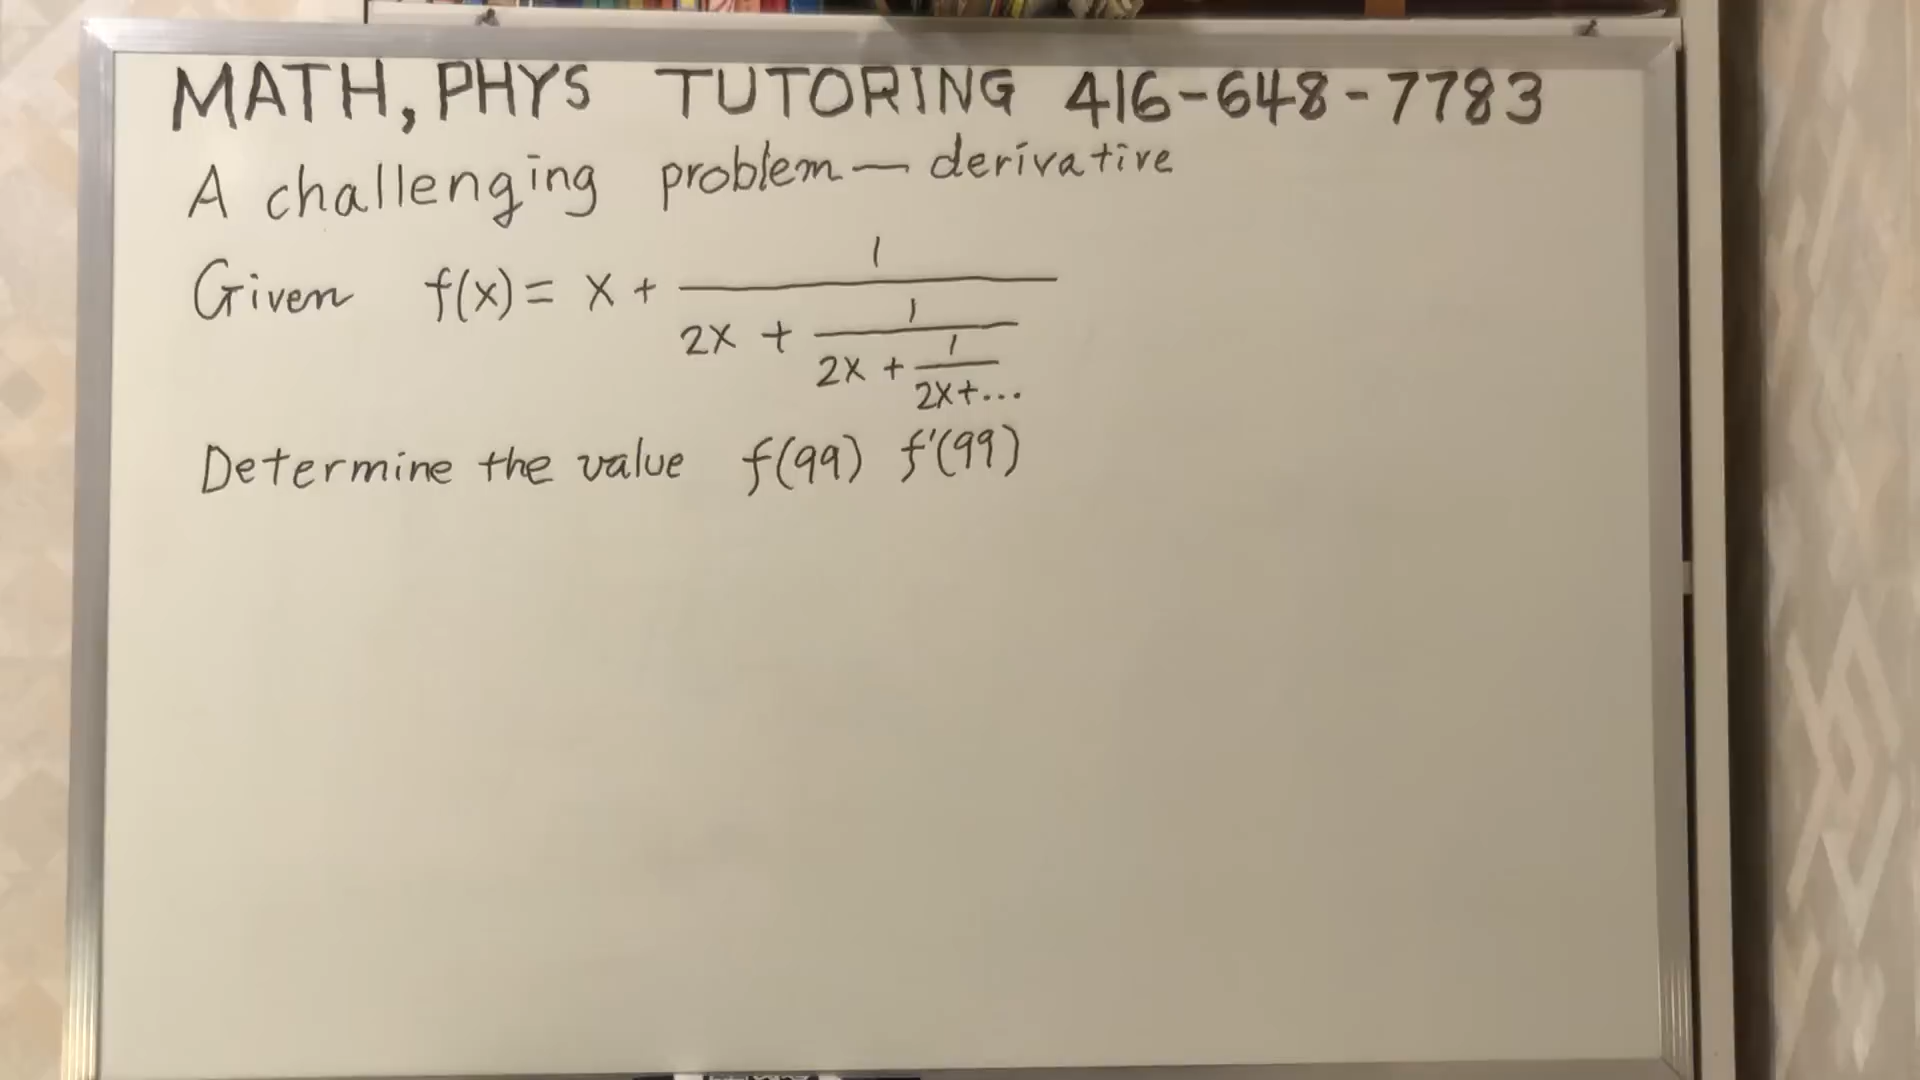 MATH, PHYS TUTORING 416-648-7783
A challenging problem — derivative
Given f(x) = x + 1/(2x + 1/(2x + 1/(2x+...)))
Determine the value f(99) f'(99)